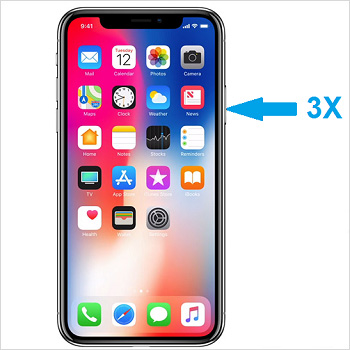 9:41
Tuesday
12
Mail
Calendar
Photos
Camera
Maps
Clock
Weather
News
3X
Home
Notes
Stocks
Reminders
TV
App Store
iTunes Store
iBooks
Health
Wallet
Settings